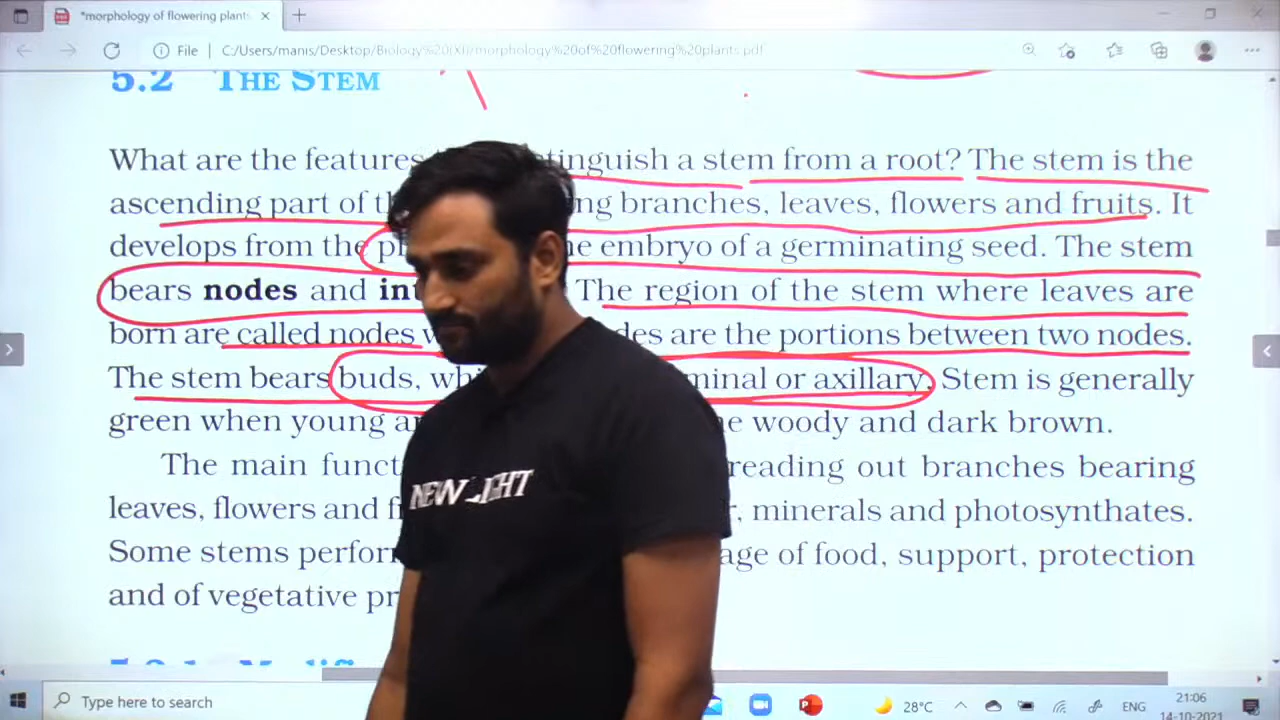 *morphology of flowering plants
File C:/Users/manis/Desktop/Biology%20(XI)/morphology%20of%20flowering%20plants.pdf
5.2 THE STEM
What are the features tinguish a stem from a root? The stem is the
ascending part of th ng branches, leaves, flowers and fruits. It
develops from the pl he embryo of a germinating seed. The stem
bears nodes and int The region of the stem where leaves are
born are called nodes w des are the portions between two nodes.
The stem bears buds, whi minal or axillary. Stem is generally
green when young an e woody and dark brown.
The main funct reading out branches bearing
leaves, flowers and f r, minerals and photosynthates.
Some stems perform age of food, support, protection
and of vegetative pr
NEW LIGHT
Type here to search
28°C ENG 21:06
14-10-2021